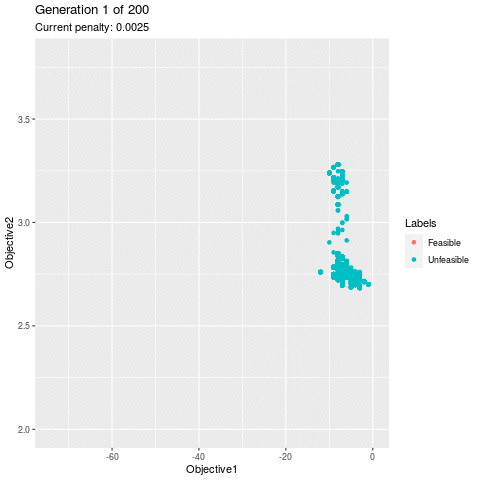 Generation 1 of 200
Current penalty: 0.0025
3.5
3.0
2.5
2.0
Objective2
-60
-40
-20
0
Objective1
Labels
Feasible
Unfeasible